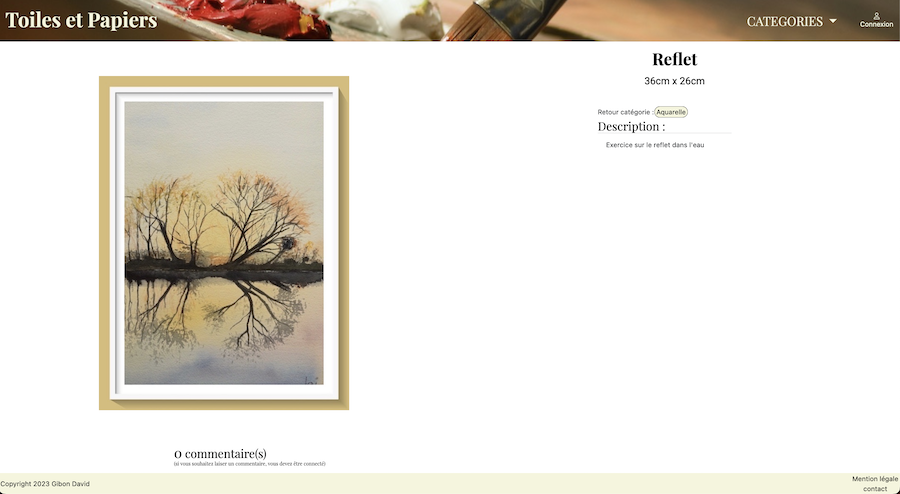 Toiles et Papiers
CATEGORIES
Connexion
Reflet
36cm x 26cm
Retour catégorie : Aquarelle
Description :
Exercice sur le reflet dans l'eau
0 commentaire(s)
(si vous souhaitez laiser un commentaire, vous devez être connecté)
Copyright 2023 Gibon David
Mention légale
contact